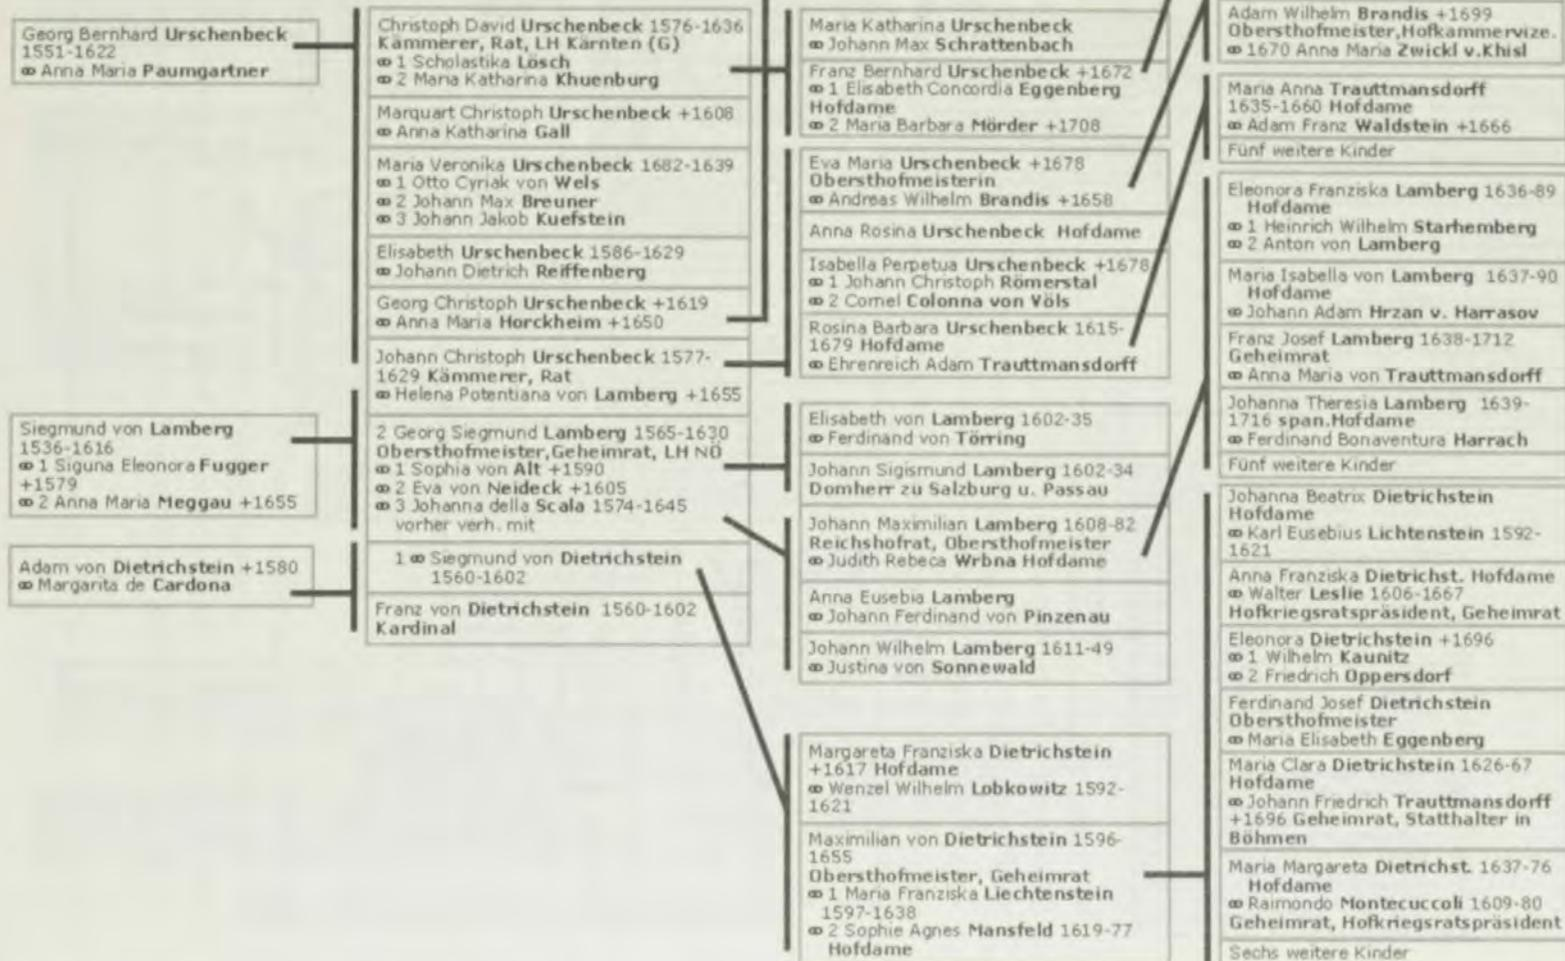 Georg Bernhard Urschenbeck
1551-1622
⚭ Anna Maria Paumgartner
Siegmund von Lamberg
1536-1616
⚭ 1 Siguna Eleonora Fugger
+1579
⚭ 2 Anna Maria Meggau +1655
Adam von Dietrichstein +1580
⚭ Margarita de Cardona
Christoph David Urschenbeck 1576-1636
Kämmerer, Rat, LH Kärnten (G)
⚭ 1 Scholastika Lösch
⚭ 2 Maria Katharina Khuenburg
Marquart Christoph Urschenbeck +1608
⚭ Anna Katharina Gall
Maria Veronika Urschenbeck 1682-1639
⚭ 1 Otto Cyriak von Wels
⚭ 2 Johann Max Breuner
⚭ 3 Johann Jakob Kuefstein
Elisabeth Urschenbeck 1586-1629
⚭ Johann Dietrich Reiffenberg
Georg Christoph Urschenbeck +1619
⚭ Anna Maria Horckheim +1650
Johann Christoph Urschenbeck 1577-
1629 Kämmerer, Rat
⚭ Helena Potentiana von Lamberg +1655
2 Georg Siegmund Lamberg 1565-1630
Obersthofmeister,Geheimrat, LH NÖ
⚭ 1 Sophia von Alt +1590
⚭ 2 Eva von Neideck +1605
⚭ 3 Johanna della Scala 1574-1645
vorher verh. mit
1 ⚭ Siegmund von Dietrichstein
1560-1602
Franz von Dietrichstein 1560-1602
Kardinal
Maria Katharina Urschenbeck
⚭ Johann Max Schrattenbach
Franz Bernhard Urschenbeck +1672
⚭ 1 Elisabeth Concordia Eggenberg
Hofdame
⚭ 2 Maria Barbara Mörder +1708
Eva Maria Urschenbeck +1678
Obersthofmeisterin
⚭ Andreas Wilhelm Brandis +1658
Anna Rosina Urschenbeck Hofdame
Isabella Perpetua Urschenbeck +1678
⚭ 1 Johann Christoph Römerstal
⚭ 2 Cornel Colonna von Völs
Rosina Barbara Urschenbeck 1615-
1679 Hofdame
⚭ Ehrenreich Adam Trauttmansdorff
Elisabeth von Lamberg 1602-35
⚭ Ferdinand von Törring
Johann Sigismund Lamberg 1602-34
Domherr zu Salzburg u. Passau
Johann Maximilian Lamberg 1608-82
Reichshofrat, Obersthofmeister
⚭ Judith Rebeca Wrbna Hofdame
Anna Eusebia Lamberg
⚭ Johann Ferdinand von Pinzenau
Johann Wilhelm Lamberg 1611-49
⚭ Justina von Sonnewald
Margareta Franziska Dietrichstein
+1617 Hofdame
⚭ Wenzel Wilhelm Lobkowitz 1592-
1621
Maximilian von Dietrichstein 1596-
1655
Obersthofmeister, Geheimrat
⚭ 1 Maria Franziska Liechtenstein
1597-1638
⚭ 2 Sophie Agnes Mansfeld 1619-77
Hofdame
Adam Wilhelm Brandis +1699
Obersthofmeister,Hofkammervize.
⚭ 1670 Anna Maria Zwickl v.Khisl
Maria Anna Trauttmansdorff
1635-1660 Hofdame
⚭ Adam Franz Waldstein +1666
Fünf weitere Kinder
Eleonora Franziska Lamberg 1636-89
Hofdame
⚭ 1 Heinrich Wilhelm Starhemberg
⚭ 2 Anton von Lamberg
Maria Isabella von Lamberg 1637-90
Hofdame
⚭ Johann Adam Hrzan v. Harrasov
Franz Josef Lamberg 1638-1712
Geheimrat
⚭ Anna Maria von Trauttmansdorff
Johanna Theresia Lamberg 1639-
1716 span.Hofdame
⚭ Ferdinand Bonaventura Harrach
Fünf weitere Kinder
Johanna Beatrix Dietrichstein
Hofdame
⚭ Karl Eusebius Lichtenstein 1592-
1621
Anna Franziska Dietrichst. Hofdame
⚭ Walter Leslie 1606-1667
Hofkriegsratspräsident, Geheimrat
Eleonora Dietrichstein +1696
⚭ 1 Wilhelm Kaunitz
⚭ 2 Friedrich Oppersdorf
Ferdinand Josef Dietrichstein
Obersthofmeister
⚭ Maria Elisabeth Eggenberg
Maria Clara Dietrichstein 1626-67
Hofdame
⚭ Johann Friedrich Trauttmansdorff
+1696 Geheimrat, Statthalter in
Böhmen
Maria Margareta Dietrichst. 1637-76
Hofdame
⚭ Raimondo Montecuccoli 1609-80
Geheimrat, Hofkriegsratspräsident
Sechs weitere Kinder